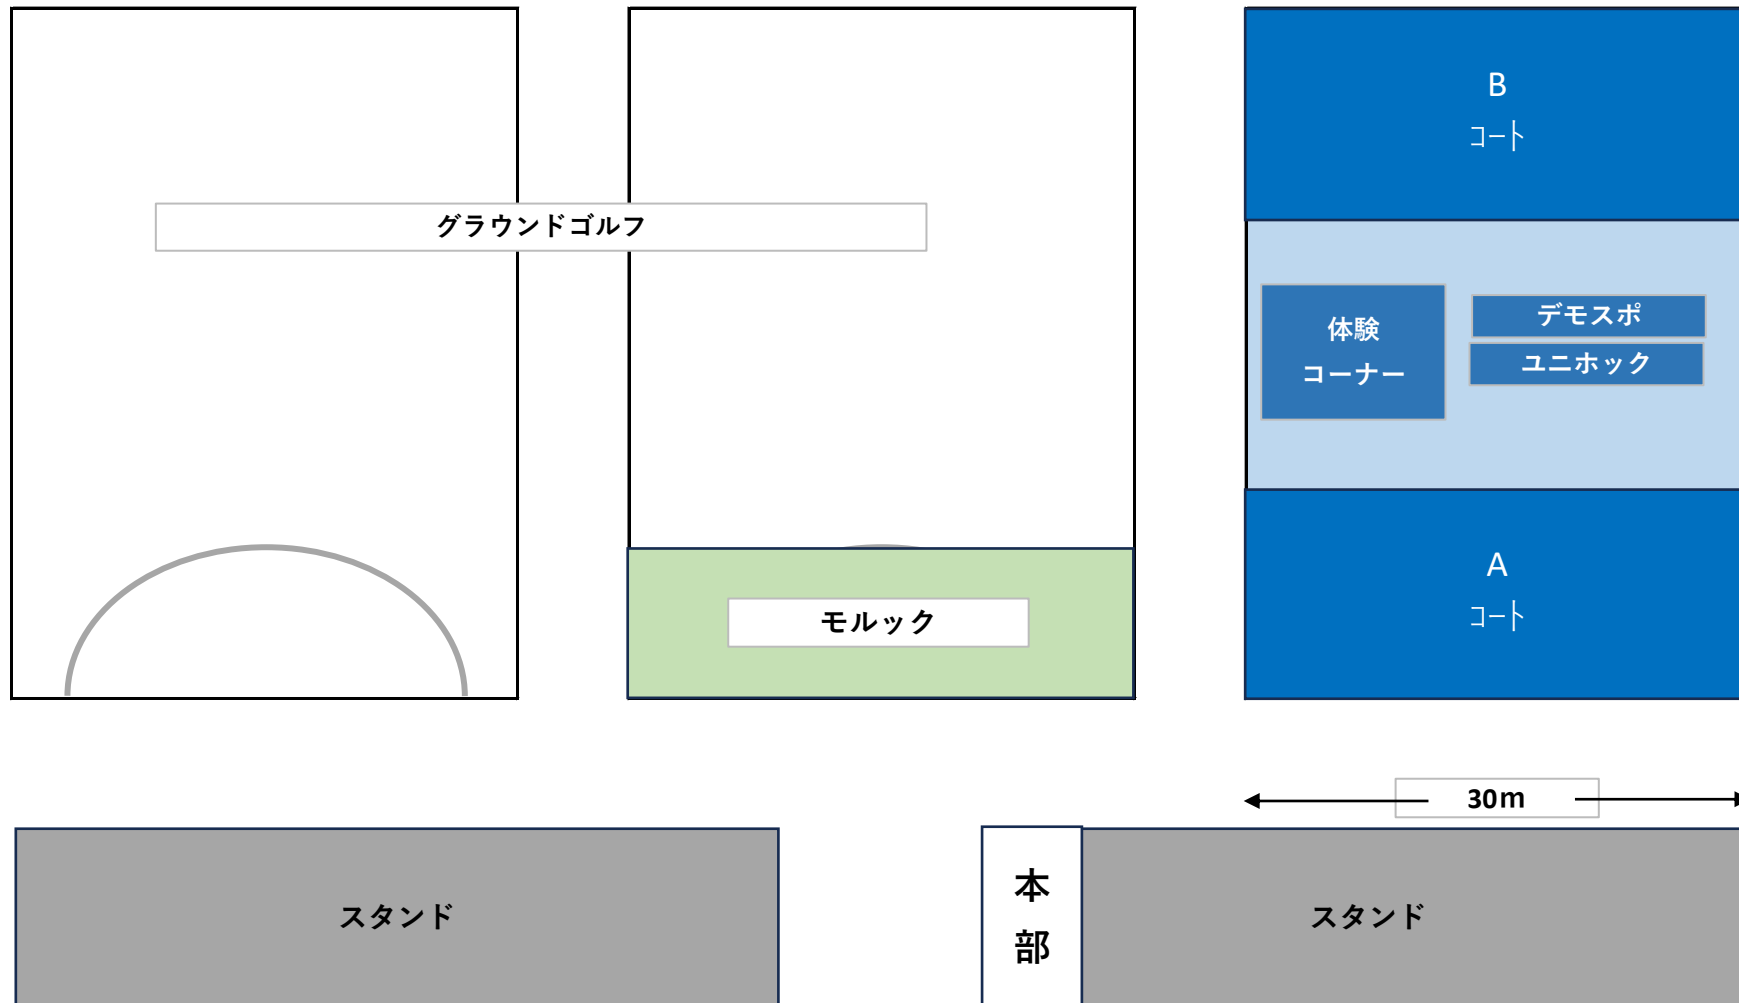 B
コート
グラウンドゴルフ
体験
コーナー
デモスポ
ユニホック
A
コート
モルック
30m
スタンド
本
部
スタンド